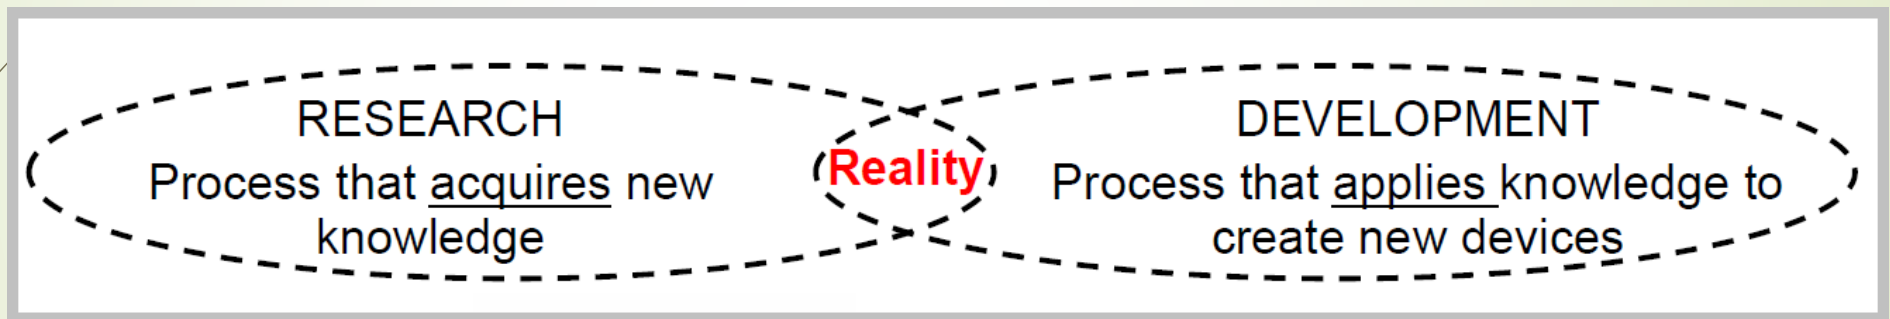 RESEARCH
Process that acquires new
knowledge
Reality
DEVELOPMENT
Process that applies knowledge to
create new devices